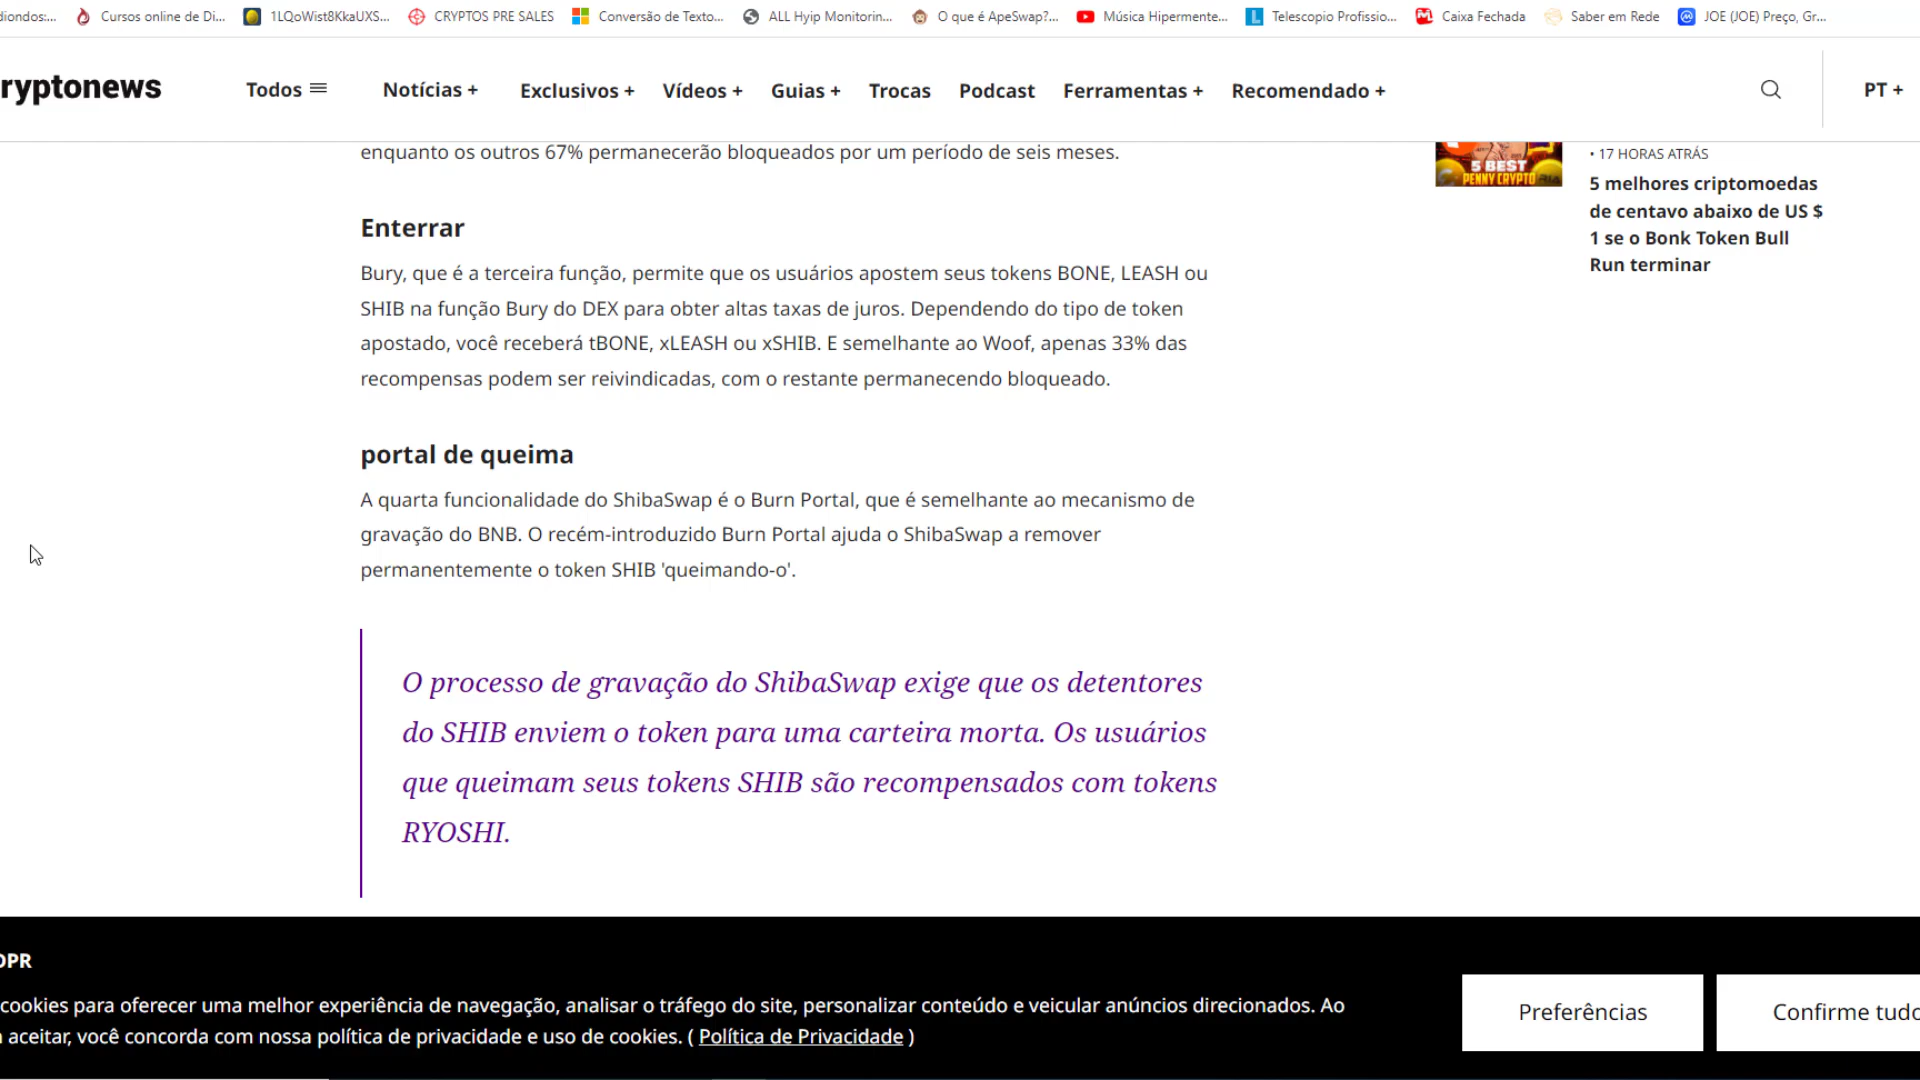 diondos:...
Cursos online de Di...
1LQoWist8KkaUXS...
CRYPTOS PRE SALES
Conversão de Texto...
ALL Hyip Monitorin...
O que é ApeSwap?...
Música Hipermente...
Telescopio Profissio...
Caixa Fechada
Saber em Rede
JOE (JOE) Preço, Gr...
ryptonews
Todos
Notícias +
Exclusivos +
Vídeos +
Guias +
Trocas
Podcast
Ferramentas +
Recomendado +
PT +
enquanto os outros 67% permanecerão bloqueados por um período de seis meses.
Enterrar
Bury, que é a terceira função, permite que os usuários apostem seus tokens BONE, LEASH ou
SHIB na função Bury do DEX para obter altas taxas de juros. Dependendo do tipo de token
apostado, você receberá tBONE, xLEASH ou xSHIB. E semelhante ao Woof, apenas 33% das
recompensas podem ser reivindicadas, com o restante permanecendo bloqueado.
portal de queima
A quarta funcionalidade do ShibaSwap é o Burn Portal, que é semelhante ao mecanismo de
gravação do BNB. O recém-introduzido Burn Portal ajuda o ShibaSwap a remover
permanentemente o token SHIB 'queimando-o'.
O processo de gravação do ShibaSwap exige que os detentores
do SHIB enviem o token para uma carteira morta. Os usuários
que queimam seus tokens SHIB são recompensados com tokens
RYOSHI.
5 BEST
PENNY CRYPTO
• 17 HORAS ATRÁS
5 melhores criptomoedas
de centavo abaixo de US $
1 se o Bonk Token Bull
Run terminar
DPR
cookies para oferecer uma melhor experiência de navegação, analisar o tráfego do site, personalizar conteúdo e veicular anúncios direcionados. Ao
aceitar, você concorda com nossa política de privacidade e uso de cookies. ( Política de Privacidade )
Preferências
Confirme tudo